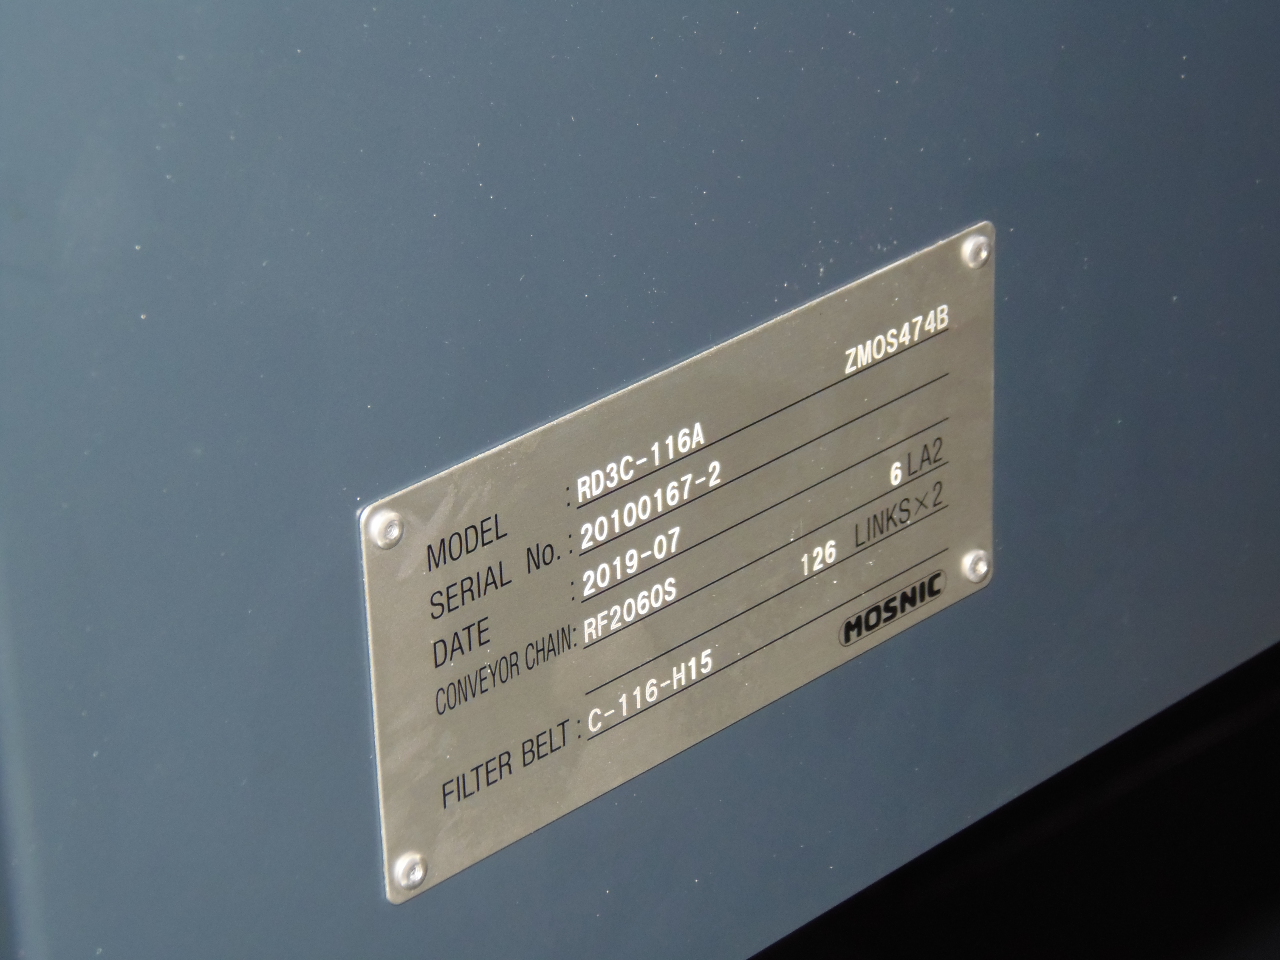 MODEL : RD3C-116A ZMOS474B
SERIAL No. : 20100167-2
DATE : 2019-07
CONVEYOR CHAIN: RF2060S 6 LA2
126 LINKS×2
FILTER BELT : C-116-H15
MOSNIC